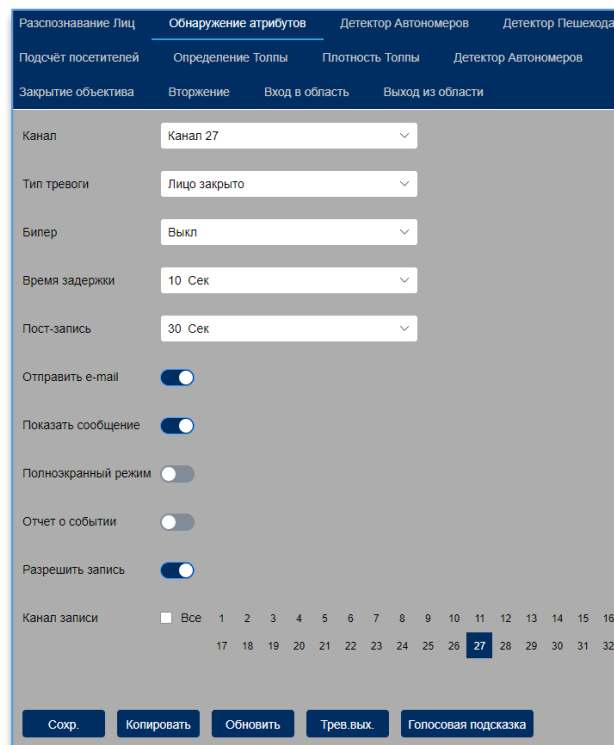 Разспознавание Лиц Обнаружение атрибутов Детектор Автономеров Детектор Пешехода
Подсчёт посетителей Определение Толпы Плотность Толпы Детектор Автономеров
Закрытие объектива Вторжение Вход в область Выход из области
Канал Канал 27
Тип тревоги Лицо закрыто
Бипер Выкл
Время задержки 10 Сек
Пост-запись 30 Сек
Отправить e-mail
Показать сообщение
Полноэкранный режим
Отчет о событии
Разрешить запись
Канал записи Все 1 2 3 4 5 6 7 8 9 10 11 12 13 14 15 16
17 18 19 20 21 22 23 24 25 26 27 28 29 30 31 32
Сохр. Копировать Обновить Трев.вых. Голосовая подсказка